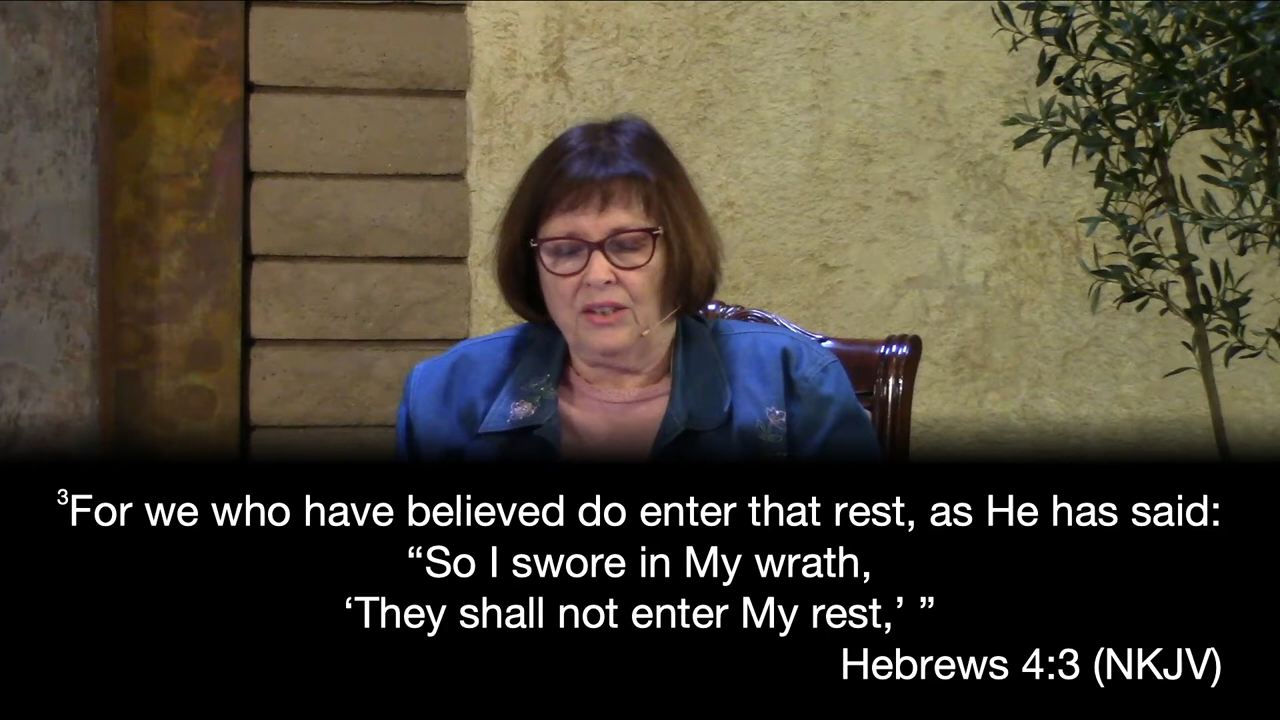 ³For we who have believed do enter that rest, as He has said:
“So I swore in My wrath,
‘They shall not enter My rest,’ ”
Hebrews 4:3 (NKJV)